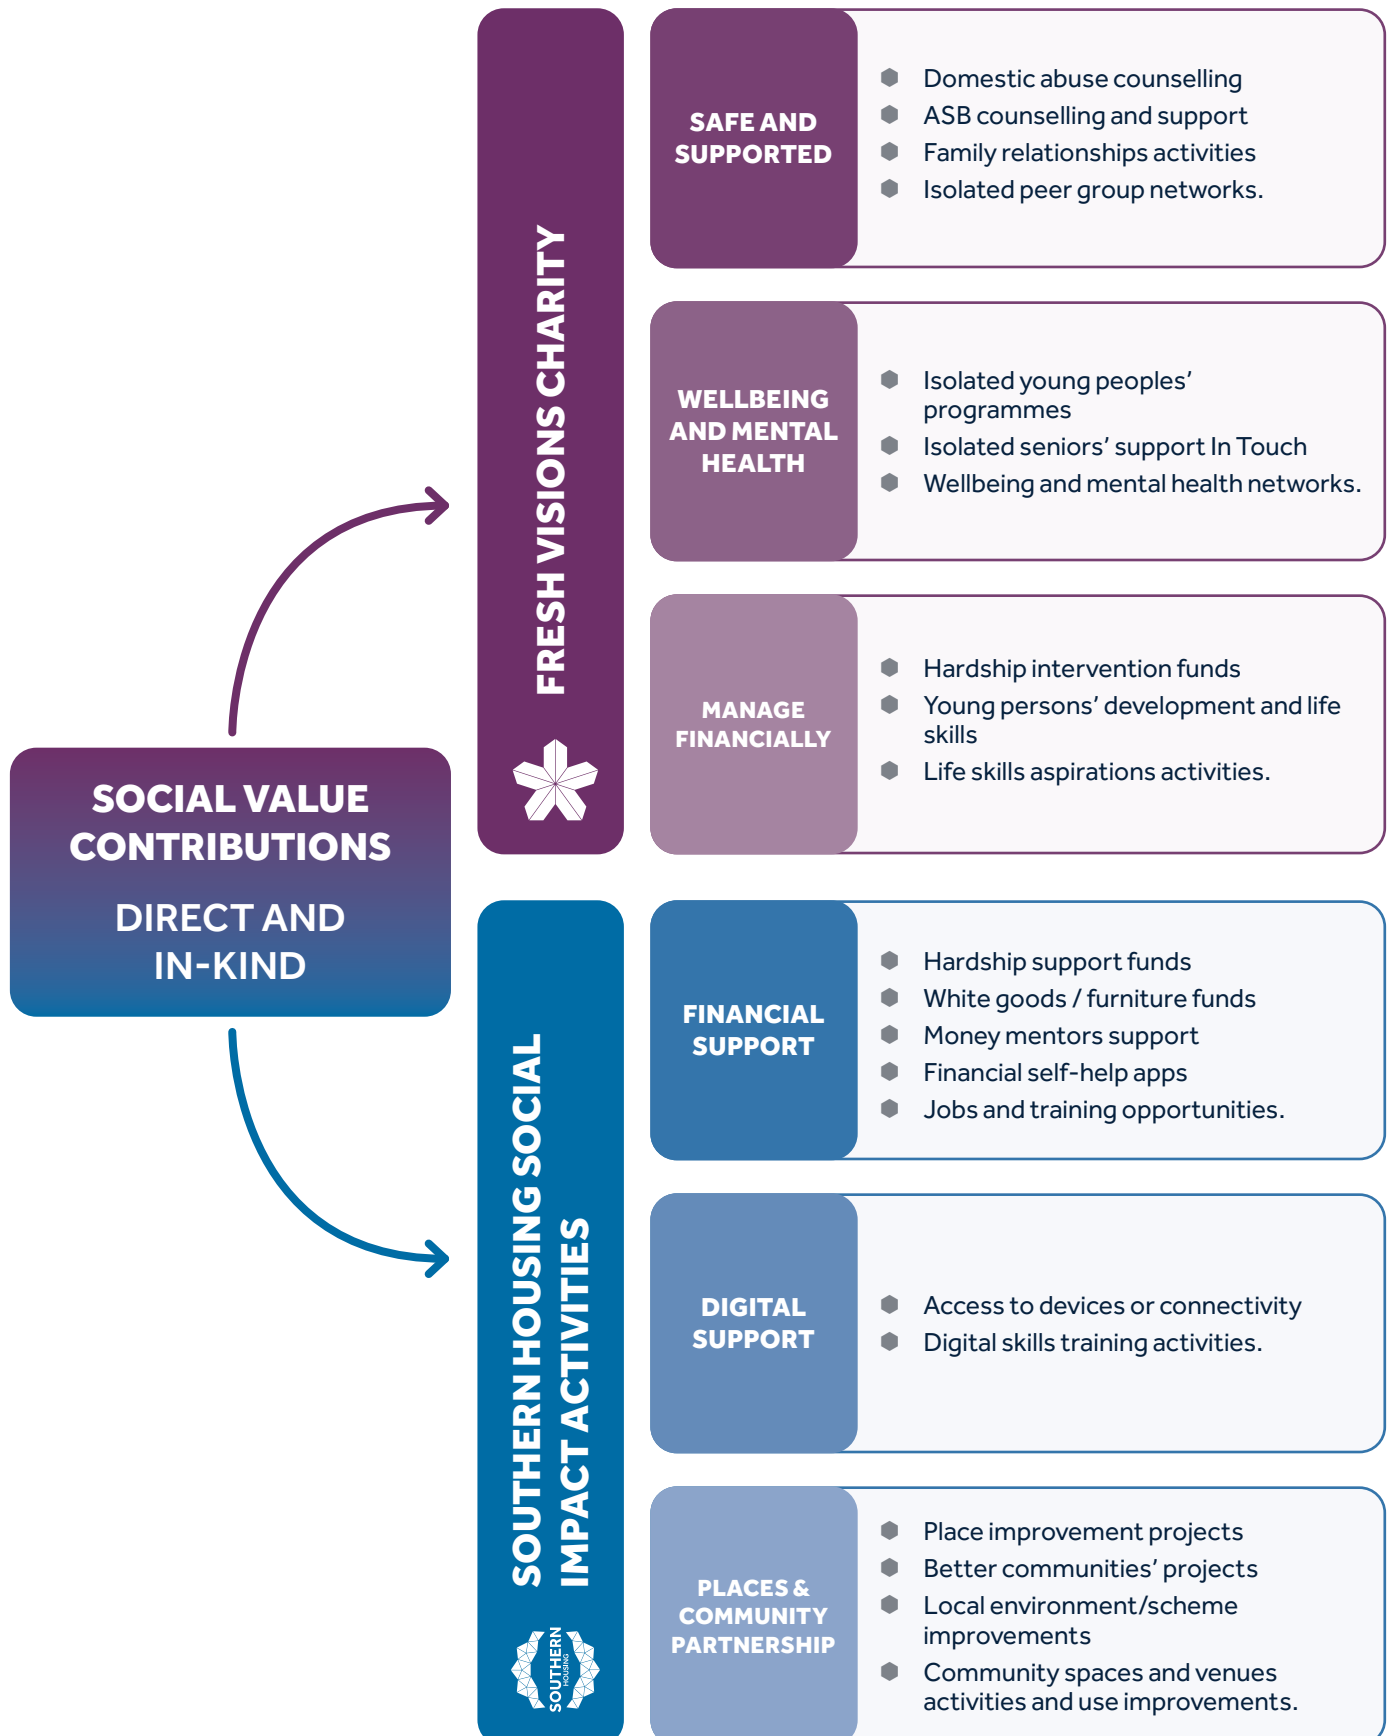 SOCIAL VALUE
CONTRIBUTIONS
DIRECT AND
IN-KIND
FRESH VISIONS CHARITY
SAFE AND
SUPPORTED
Domestic abuse counselling
ASB counselling and support
Family relationships activities
Isolated peer group networks.
WELLBEING
AND MENTAL
HEALTH
Isolated young peoples’
programmes
Isolated seniors’ support In Touch
Wellbeing and mental health networks.
MANAGE
FINANCIALLY
Hardship intervention funds
Young persons’ development and life
skills
Life skills aspirations activities.
SOUTHERN HOUSING SOCIAL
IMPACT ACTIVITIES
SOUTHERN
HOUSING
FINANCIAL
SUPPORT
Hardship support funds
White goods / furniture funds
Money mentors support
Financial self-help apps
Jobs and training opportunities.
DIGITAL
SUPPORT
Access to devices or connectivity
Digital skills training activities.
PLACES &
COMMUNITY
PARTNERSHIP
Place improvement projects
Better communities’ projects
Local environment/scheme
improvements
Community spaces and venues
activities and use improvements.